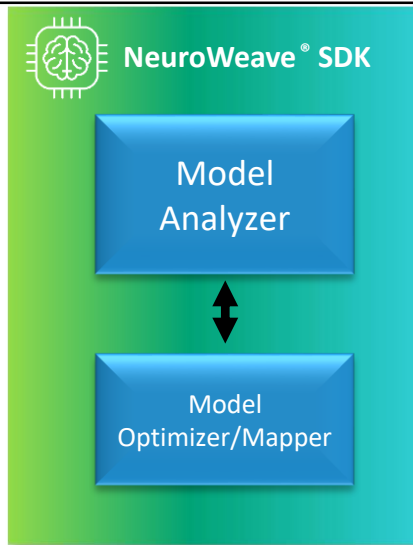 NeuroWeave® SDK
Model
Analyzer
Model
Optimizer/Mapper